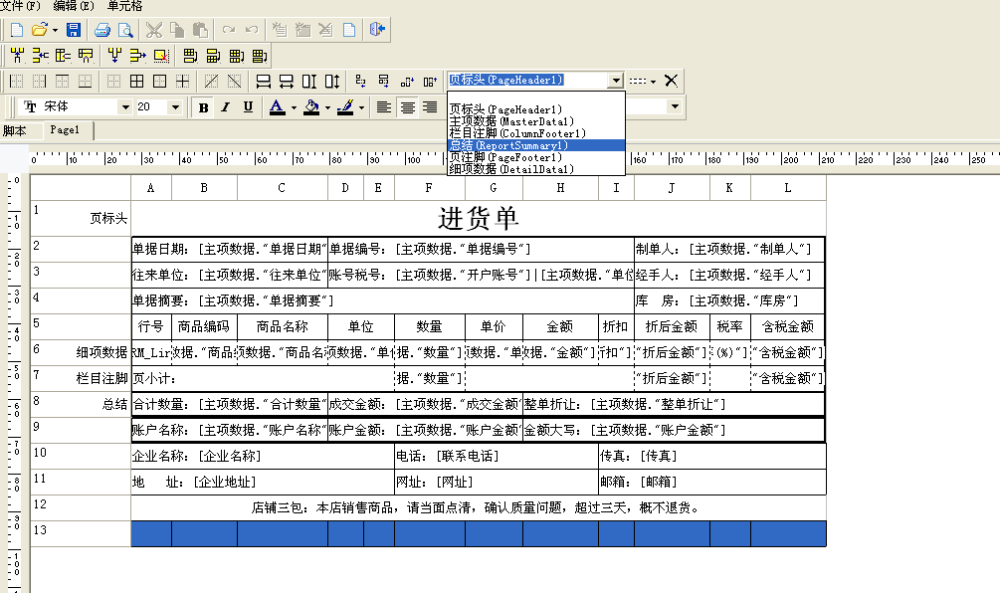 文件(F) 编辑(E) 单元格
页标头(PageHeader1)
宋体 20 B I U A
页标头(PageHeader1)
主项数据(MasterData1)
栏目注脚(ColumnFooter1)
总结(ReportSummary1)
页注脚(PageFooter1)
细项数据(DetailData1)
脚本 Page1
0 10 20 30 40 50 60 70 80 90 100 160 170 180 190 200 210 220 230 240 250
A B C D E F G H I J K L
1 页标头 进货单
2 单据日期：[主项数据."单据日期" 单据编号：[主项数据."单据编号"] 制单人：[主项数据."制单人"]
3 往来单位：[主项数据."往来单位" 账号税号：[主项数据."开户账号"]|[主项数据."单位 经手人：[主项数据."经手人"]
4 单据摘要：[主项数据."单据摘要"] 库 房：[主项数据."库房"]
5 行号 商品编码 商品名称 单位 数量 单价 金额 折扣 折后金额 税率 含税金额
6 细项数据 RM_Lin 数据."商品编 项数据."商品名称 项数据."单位 据."数量"] 项数据."单 数据."金额"] 折扣"] "折后金额"] (%)"] "含税金额"]
7 栏目注脚 页小计： 据."数量"] "折后金额"] "含税金额"]
8 总结 合计数量：[主项数据."合计数量" 成交金额：[主项数据."成交金额" 整单折让：[主项数据."整单折让"]
9 账户名称：[主项数据."账户名称" 账户金额：[主项数据."账户金额" 金额大写：[主项数据."账户金额"]
10 企业名称：[企业名称] 电话：[联系电话] 传真：[传真]
11 地 址：[企业地址] 网址：[网址] 邮箱：[邮箱]
12 店铺三包：本店销售商品，请当面点清，确认质量问题，超过三天，概不退货。
13